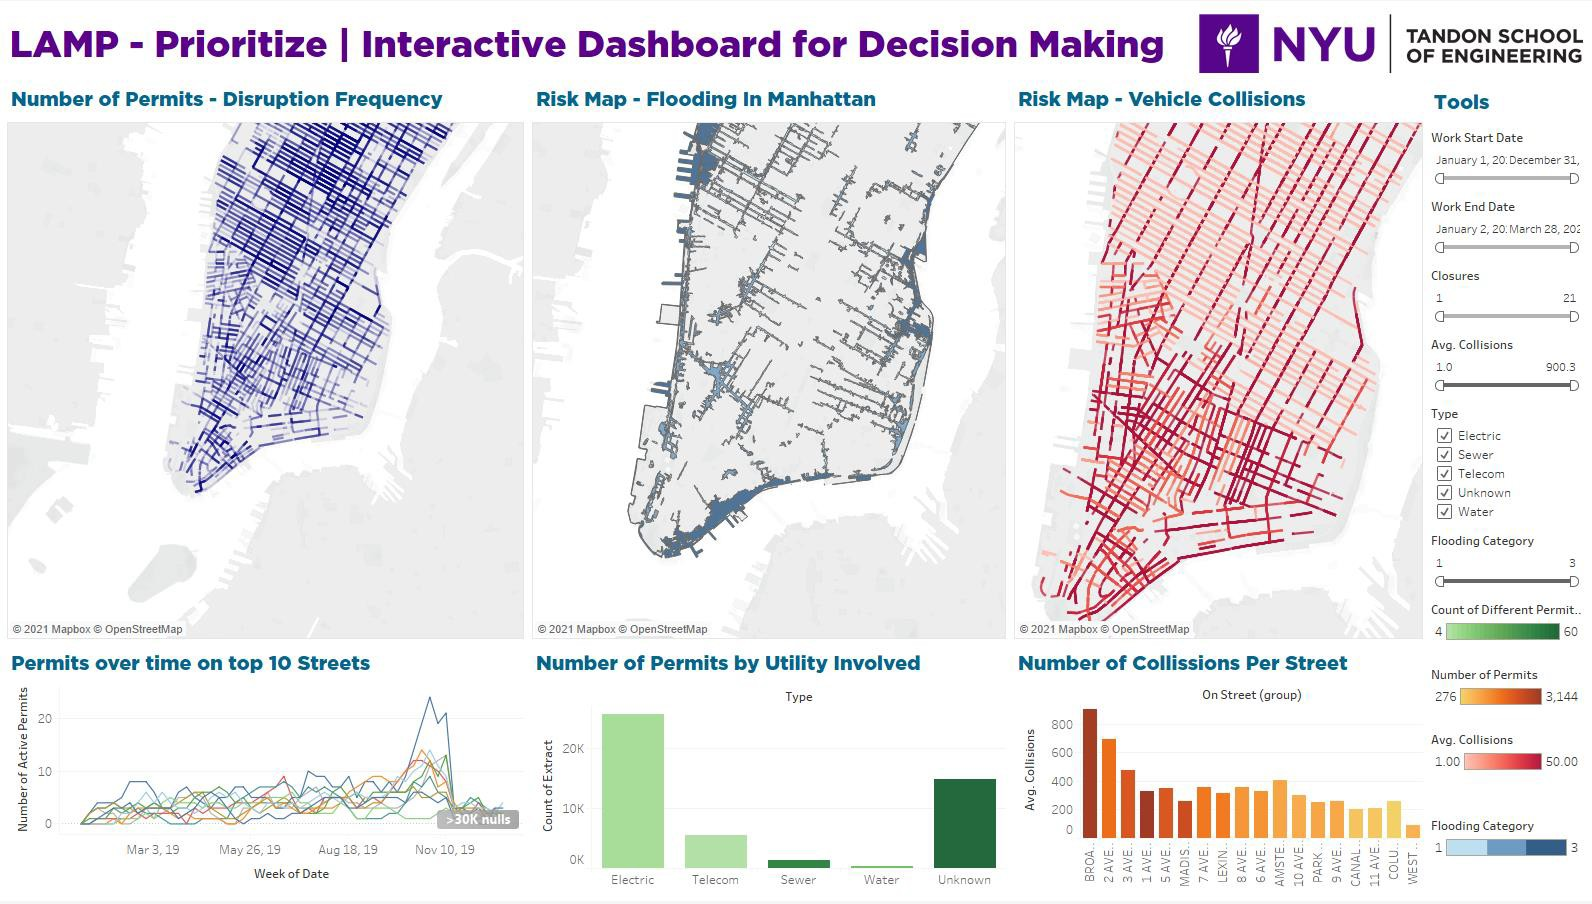 LAMP - Prioritize | Interactive Dashboard for Decision Making
NYU
TANDON SCHOOL
OF ENGINEERING
Number of Permits - Disruption Frequency
© 2021 Mapbox © OpenStreetMap
Risk Map - Flooding In Manhattan
© 2021 Mapbox © OpenStreetMap
Risk Map - Vehicle Collisions
© 2021 Mapbox © OpenStreetMap
Tools
Work Start Date
January 1, 20: December 31,
Work End Date
January 2, 20: March 28, 202
Closures
1 21
Avg. Collisions
1.0 900.3
Type
Electric
Sewer
Telecom
Unknown
Water
Flooding Category
1 3
Count of Different Permit..
4 60
Number of Permits
276 3,144
Avg. Collisions
1.00 50.00
Flooding Category
1 3
Permits over time on top 10 Streets
Number of Active Permits
20
10
0
>30K nulls
Mar 3, 19 May 26, 19 Aug 18, 19 Nov 10, 19
Week of Date
Number of Permits by Utility Involved
Type
Count of Extract
20K
10K
0K
Electric Telecom Sewer Water Unknown
Number of Collissions Per Street
On Street (group)
Avg. Collisions
800
600
400
200
0
BROA..
2 AVE..
3 AVE..
1 AVE..
5 AVE..
MADIS..
7 AVE..
LEXIN..
8 AVE..
6 AVE..
AMSTE..
10 AVE..
PARK ..
9 AVE..
CANAL..
11 AVE..
COLU..
WEST ..